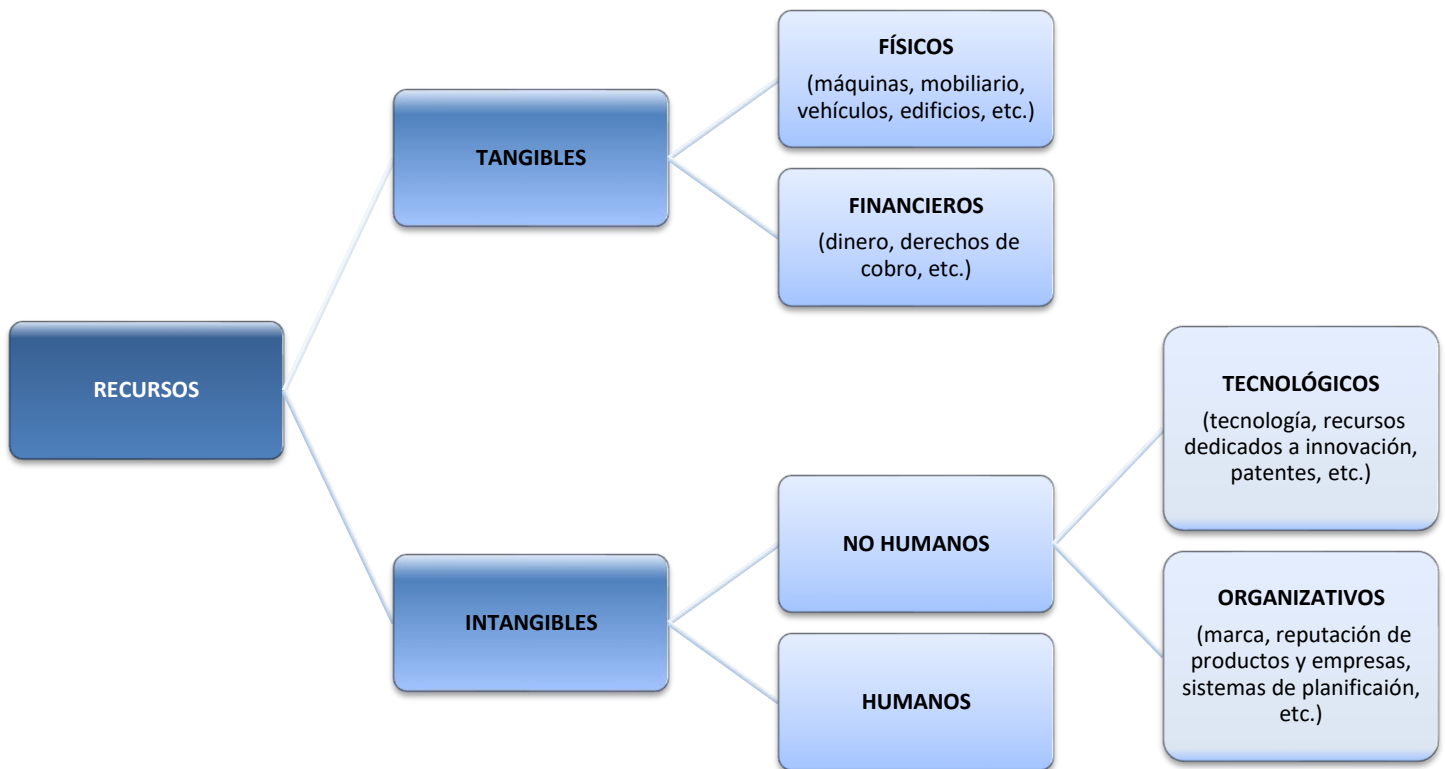 FÍSICOS
(máquinas, mobiliario,
vehículos, edificios, etc.)
TANGIBLES
FINANCIEROS
(dinero, derechos de
cobro, etc.)
RECURSOS
TECNOLÓGICOS
(tecnología, recursos
dedicados a innovación,
patentes, etc.)
NO HUMANOS
INTANGIBLES
ORGANIZATIVOS
(marca, reputación de
productos y empresas,
sistemas de planificaión,
etc.)
HUMANOS